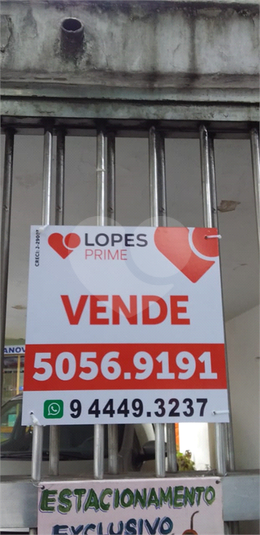 LOPES
PRIME
VENDE
5056.9191
9 4449.3237
ESTACIONAMENTO
EXCLUSIVO